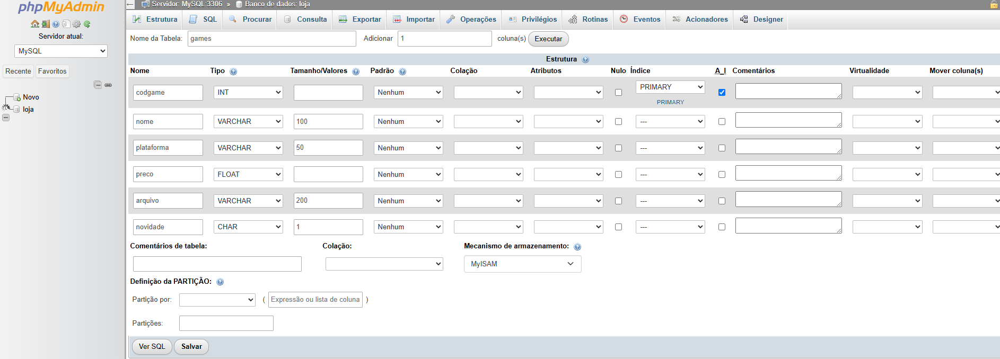 phpMyAdmin
Servidor atual:
MySQL
Recente Favoritos
Novo
loja
Servidor: MySQL:3306 » Banco de dados: loja
Estrutura SQL Procurar Consulta Exportar Importar Operações Privilégios Rotinas Eventos Acionadores Designer
Nome da Tabela: games Adicionar 1 coluna(s) Executar
Estrutura
Nome Tipo Tamanho/Valores Padrão Colação Atributos Nulo Índice A_I Comentários Virtualidade Mover coluna(s)
codgame INT Nenhum PRIMARY
PRIMARY
nome VARCHAR 100 Nenhum ---
plataforma VARCHAR 50 Nenhum ---
preco FLOAT Nenhum ---
arquivo VARCHAR 200 Nenhum ---
novidade CHAR 1 Nenhum ---
Comentários de tabela: Colação: Mecanismo de armazenamento:
MyISAM
Definição da PARTIÇÃO:
Partição por: ( Expressão ou lista de coluna )
Partições:
Ver SQL Salvar